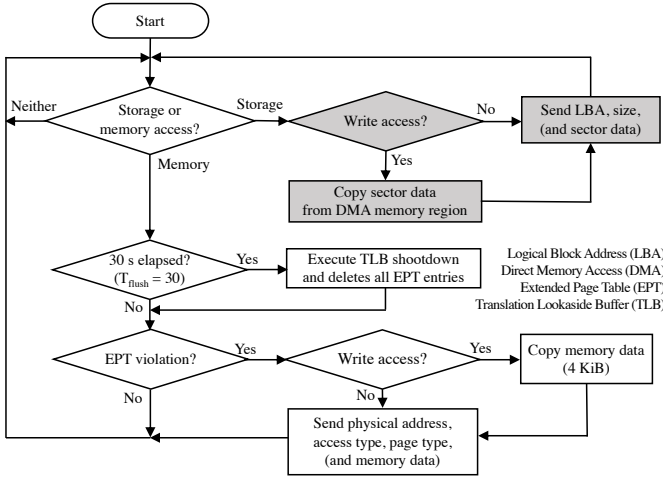 Start
Neither
Storage or
memory access?
Storage
Write access?
No
Send LBA, size,
(and sector data)
Yes
Memory
Copy sector data
from DMA memory region
30 s elapsed?
(Tflush = 30)
Yes
Execute TLB shootdown
and deletes all EPT entries
Logical Block Address (LBA)
Direct Memory Access (DMA)
Extended Page Table (EPT)
Translation Lookaside Buffer (TLB)
No
EPT violation?
Yes
Write access?
Yes
Copy memory data
(4 KiB)
No
No
Send physical address,
access type, page type,
(and memory data)